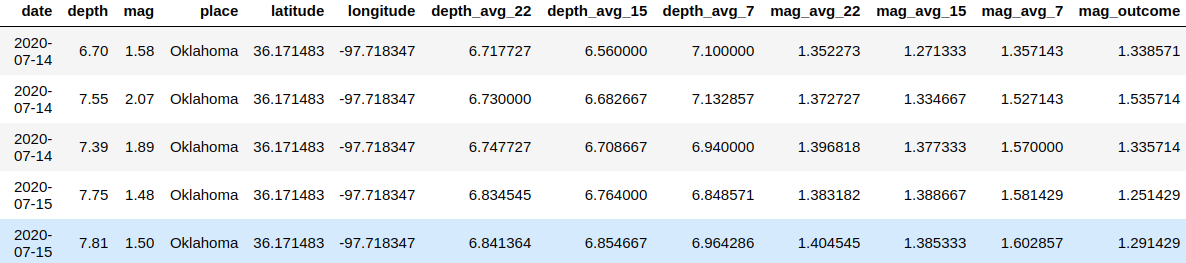 date depth mag place latitude longitude depth_avg_22 depth_avg_15 depth_avg_7 mag_avg_22 mag_avg_15 mag_avg_7 mag_outcome
2020-
07-14 6.70 1.58 Oklahoma 36.171483 -97.718347 6.717727 6.560000 7.100000 1.352273 1.271333 1.357143 1.338571
2020-
07-14 7.55 2.07 Oklahoma 36.171483 -97.718347 6.730000 6.682667 7.132857 1.372727 1.334667 1.527143 1.535714
2020-
07-14 7.39 1.89 Oklahoma 36.171483 -97.718347 6.747727 6.708667 6.940000 1.396818 1.377333 1.570000 1.335714
2020-
07-15 7.75 1.48 Oklahoma 36.171483 -97.718347 6.834545 6.764000 6.848571 1.383182 1.388667 1.581429 1.251429
2020-
07-15 7.81 1.50 Oklahoma 36.171483 -97.718347 6.841364 6.854667 6.964286 1.404545 1.385333 1.602857 1.291429